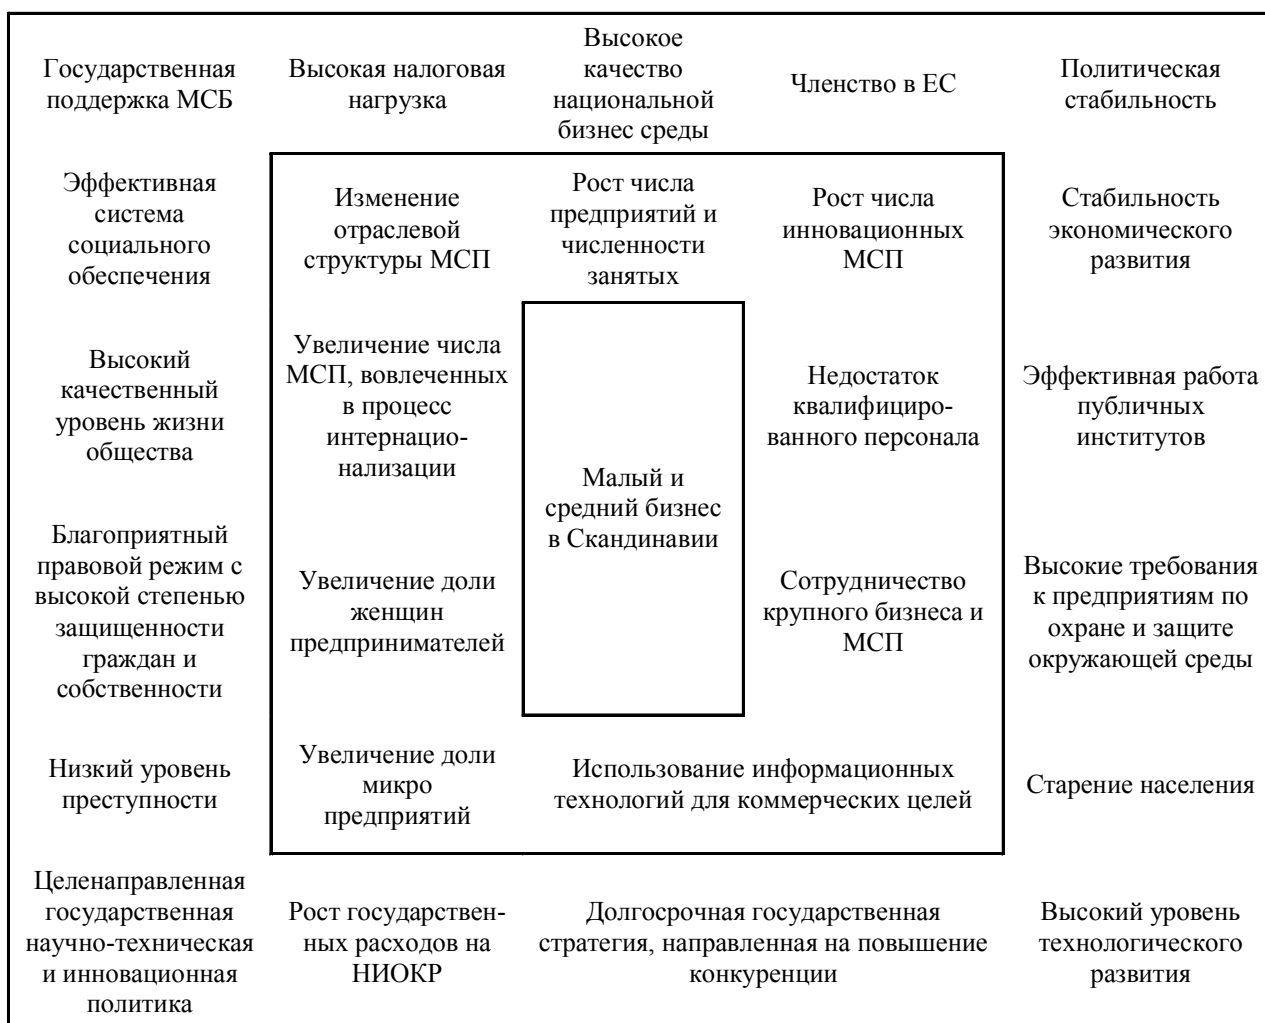 Государственная
поддержка МСБ
Высокая налоговая
нагрузка
Высокое
качество
национальной
бизнес среды
Членство в ЕС
Политическая
стабильность
Эффективная
система
социального
обеспечения
Изменение
отраслевой
структуры МСП
Рост числа
предприятий и
численности
занятых
Рост числа
инновационных
МСП
Стабильность
экономического
развития
Высокий
качественный
уровень жизни
общества
Увеличение числа
МСП, вовлеченных
в процесс
интернацио-
нализации
Малый и
средний бизнес
в Скандинавии
Недостаток
квалифициро-
ванного персонала
Эффективная работа
публичных
институтов
Благоприятный
правовой режим с
высокой степенью
защищенности
граждан и
собственности
Увеличение доли
женщин
предпринимателей
Сотрудничество
крупного бизнеса и
МСП
Высокие требования
к предприятиям по
охране и защите
окружающей среды
Низкий уровень
преступности
Увеличение доли
микро
предприятий
Использование информационных
технологий для коммерческих целей
Старение населения
Целенаправленная
государственная
научно-техническая
и инновационная
политика
Рост государствен-
ных расходов на
НИОКР
Долгосрочная государственная
стратегия, направленная на повышение
конкуренции
Высокий уровень
технологического
развития